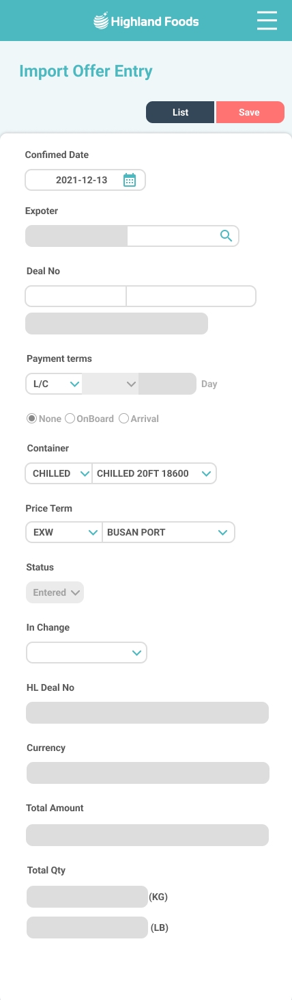 Highland Foods
Import Offer Entry
List Save
Confimed Date
2021-12-13
Expoter
Deal No
Payment terms
L/C Day
None OnBoard Arrival
Container
CHILLED CHILLED 20FT 18600
Price Term
EXW BUSAN PORT
Status
Entered
In Change
HL Deal No
Currency
Total Amount
Total Qty
(KG)
(LB)